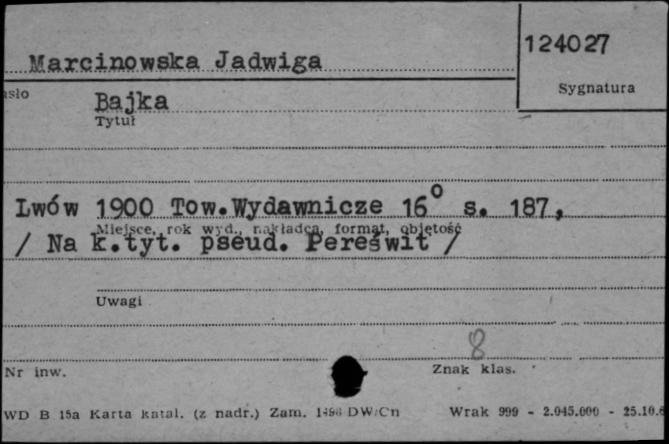 Marcinowska Jadwiga
124027
Sygnatura
Bajka
Tytuł
Lwów 1900 Tow.Wydawnicze 16° s. 187,
Miejsce, rok wyd., nakładca, format, objętość
/ Na k.tyt. pseud. Pereświt /
Uwagi
8
Nr inw.
Znak klas.
WD B 15a Karta katal. (z nadr.) Zam. DW/Cn Wrak 999 - 2.045.000 - 25.10.